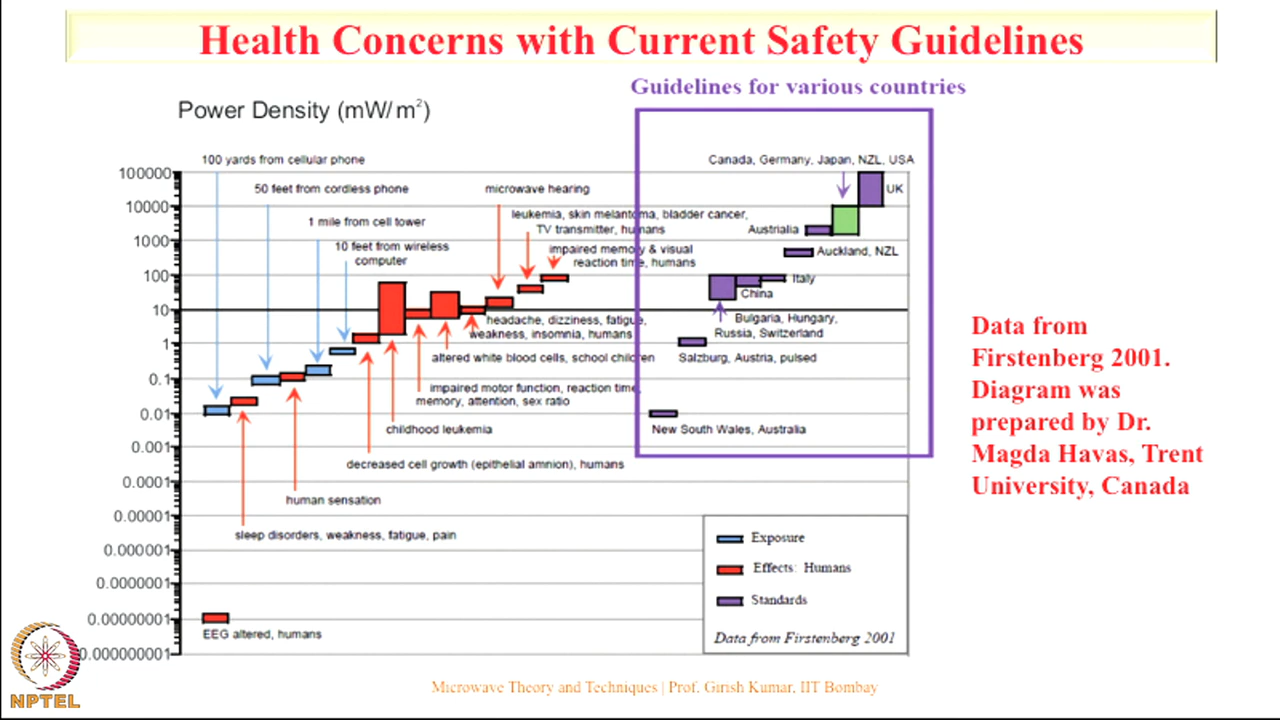 Health Concerns with Current Safety Guidelines
Guidelines for various countries
Power Density (mW/m²)
100 yards from cellular phone
50 feet from cordless phone
1 mile from cell tower
10 feet from wireless
computer
microwave hearing
leukemia, skin melantoma, bladder cancer,
TV transmitter, humans
impaired memory & visual
reaction time, humans
Canada, Germany, Japan, NZL, USA
UK
Austrialia
Auckland, NZL
Italy
China
Bulgaria, Hungary,
Russia, Switzerland
Salzburg, Austria, pulsed
New South Wales, Australia
100000
10000
1000
100
10
1
0.1
0.01
0.001
0.0001
0.00001
0.000001
0.0000001
0.00000001
0.000000001
headache, dizziness, fatigue,
weakness, insomnia, humans
altered white blood cells, school children
impaired motor function, reaction time,
memory, attention, sex ratio
childhood leukemia
decreased cell growth (epithelial amnion), humans
human sensation
sleep disorders, weakness, fatigue, pain
EEG altered, humans
Exposure
Effects: Humans
Standards
Data from Firstenberg 2001
Data from
Firstenberg 2001.
Diagram was
prepared by Dr.
Magda Havas, Trent
University, Canada
NPTEL
Microwave Theory and Techniques | Prof. Girish Kumar, IIT Bombay